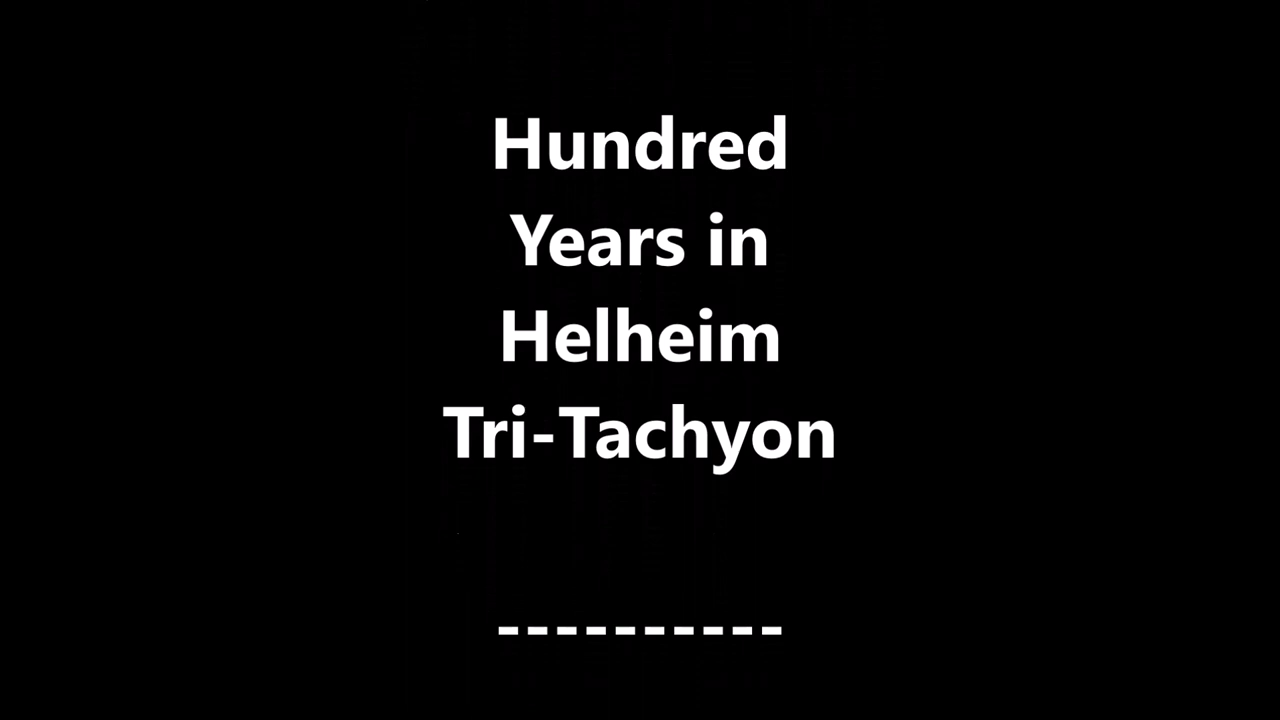 Hundred
Years in
Helheim
Tri-Tachyon
----------